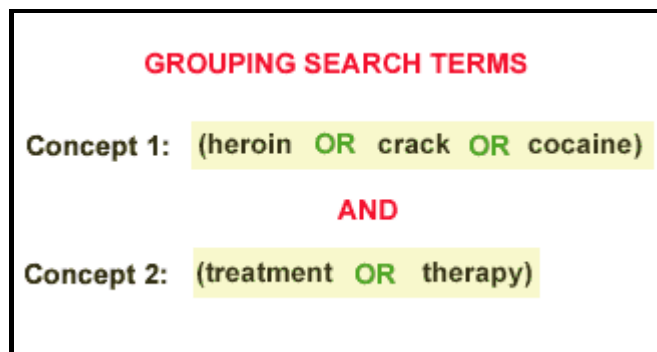 GROUPING SEARCH TERMS
Concept 1: (heroin OR crack OR cocaine)
AND
Concept 2: (treatment OR therapy)